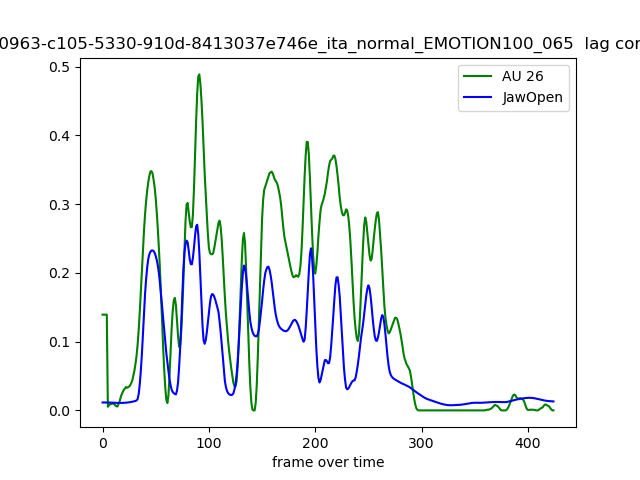 0963-c105-5330-910d-8413037e746e_ita_normal_EMOTION100_065 lag cor
AU 26
JawOpen
0.5
0.4
0.3
0.2
0.1
0.0
0 100 200 300 400
frame over time